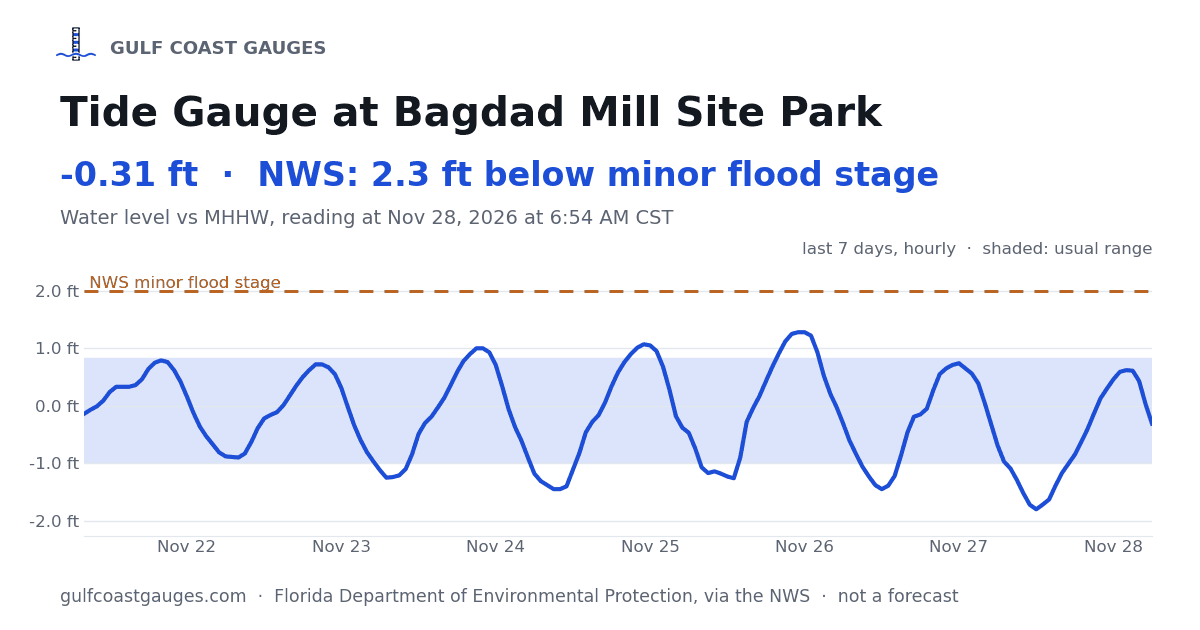 GULF COAST GAUGES
Tide Gauge at Bagdad Mill Site Park
-0.31 ft · NWS: 2.3 ft below minor flood stage
Water level vs MHHW, reading at Nov 28, 2026 at 6:54 AM CST
last 7 days, hourly · shaded: usual range
NWS minor flood stage
2.0 ft
1.0 ft
0.0 ft
-1.0 ft
-2.0 ft
Nov 22 Nov 23 Nov 24 Nov 25 Nov 26 Nov 27 Nov 28
gulfcoastgauges.com · Florida Department of Environmental Protection, via the NWS · not a forecast